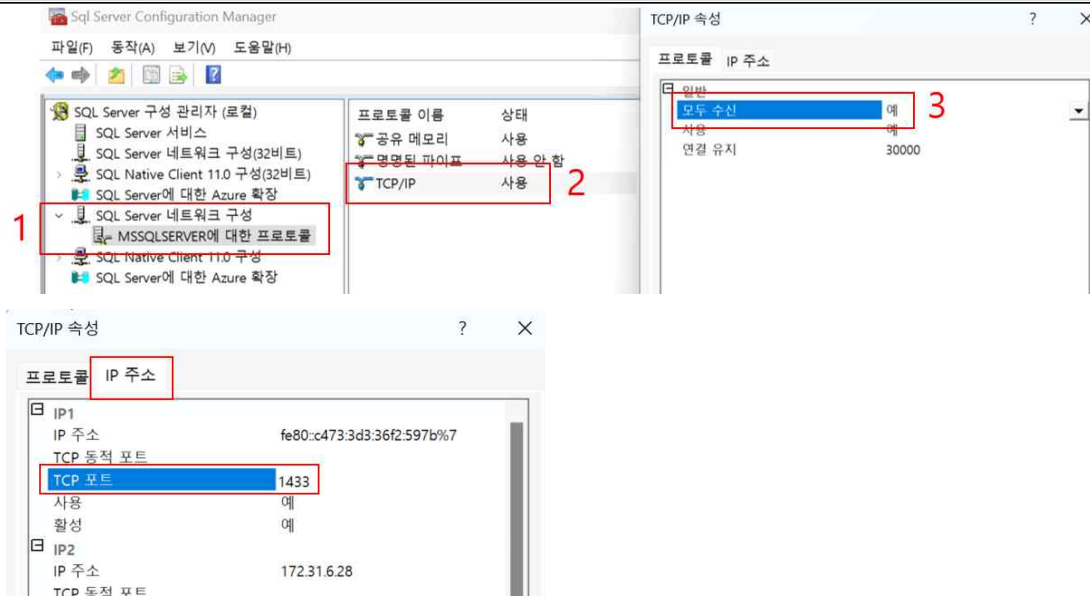 Sql Server Configuration Manager
파일(F) 동작(A) 보기(V) 도움말(H)
SQL Server 구성 관리자 (로컬)
SQL Server 서비스
SQL Server 네트워크 구성(32비트)
SQL Native Client 11.0 구성(32비트)
SQL Server에 대한 Azure 확장
1
SQL Server 네트워크 구성
MSSQLSERVER에 대한 프로토콜
SQL Native Client 11.0 구성
SQL Server에 대한 Azure 확장
프로토콜 이름 상태
공유 메모리 사용
명명된 파이프 사용 안 함
TCP/IP 사용
2
TCP/IP 속성 ?
프로토콜 IP 주소
일반
모두 수신 예
3
사용 예
연결 유지 30000
TCP/IP 속성 ?
프로토콜 IP 주소
IP1
IP 주소 fe80::c473:3d3:36f2:597b%7
TCP 동적 포트
TCP 포트 1433
사용 예
활성 예
IP2
IP 주소 172.31.6.28
TCP 동적 포트